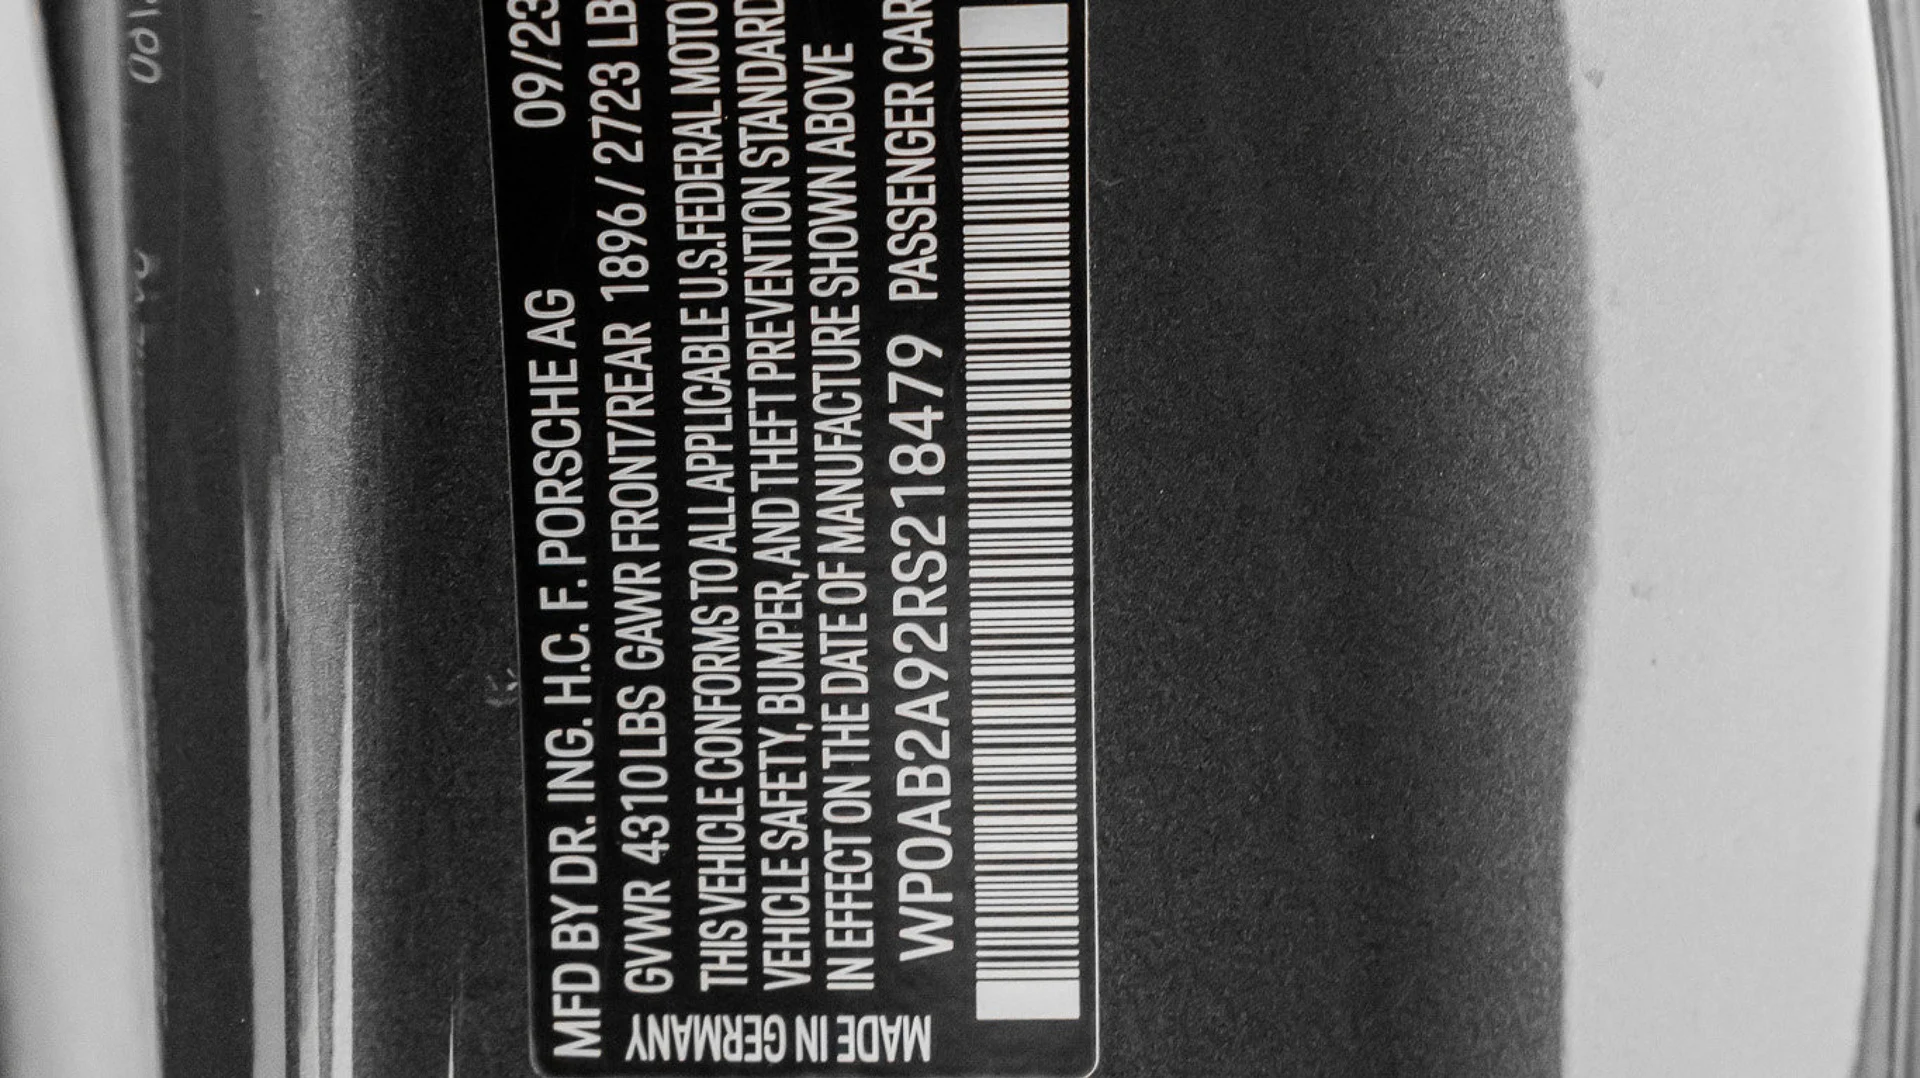 MFD BY DR. ING. H.C. F. PORSCHE AG 09/23
GVWR 4310 LBS GAWR FRONT/REAR 1896 / 2723 LB
THIS VEHICLE CONFORMS TO ALL APPLICABLE U.S. FEDERAL MOTO
VEHICLE SAFETY, BUMPER, AND THEFT PREVENTION STANDARD
IN EFFECT ON THE DATE OF MANUFACTURE SHOWN ABOVE
WP0AB2A92RS218479 PASSENGER CAR
MADE IN GERMANY